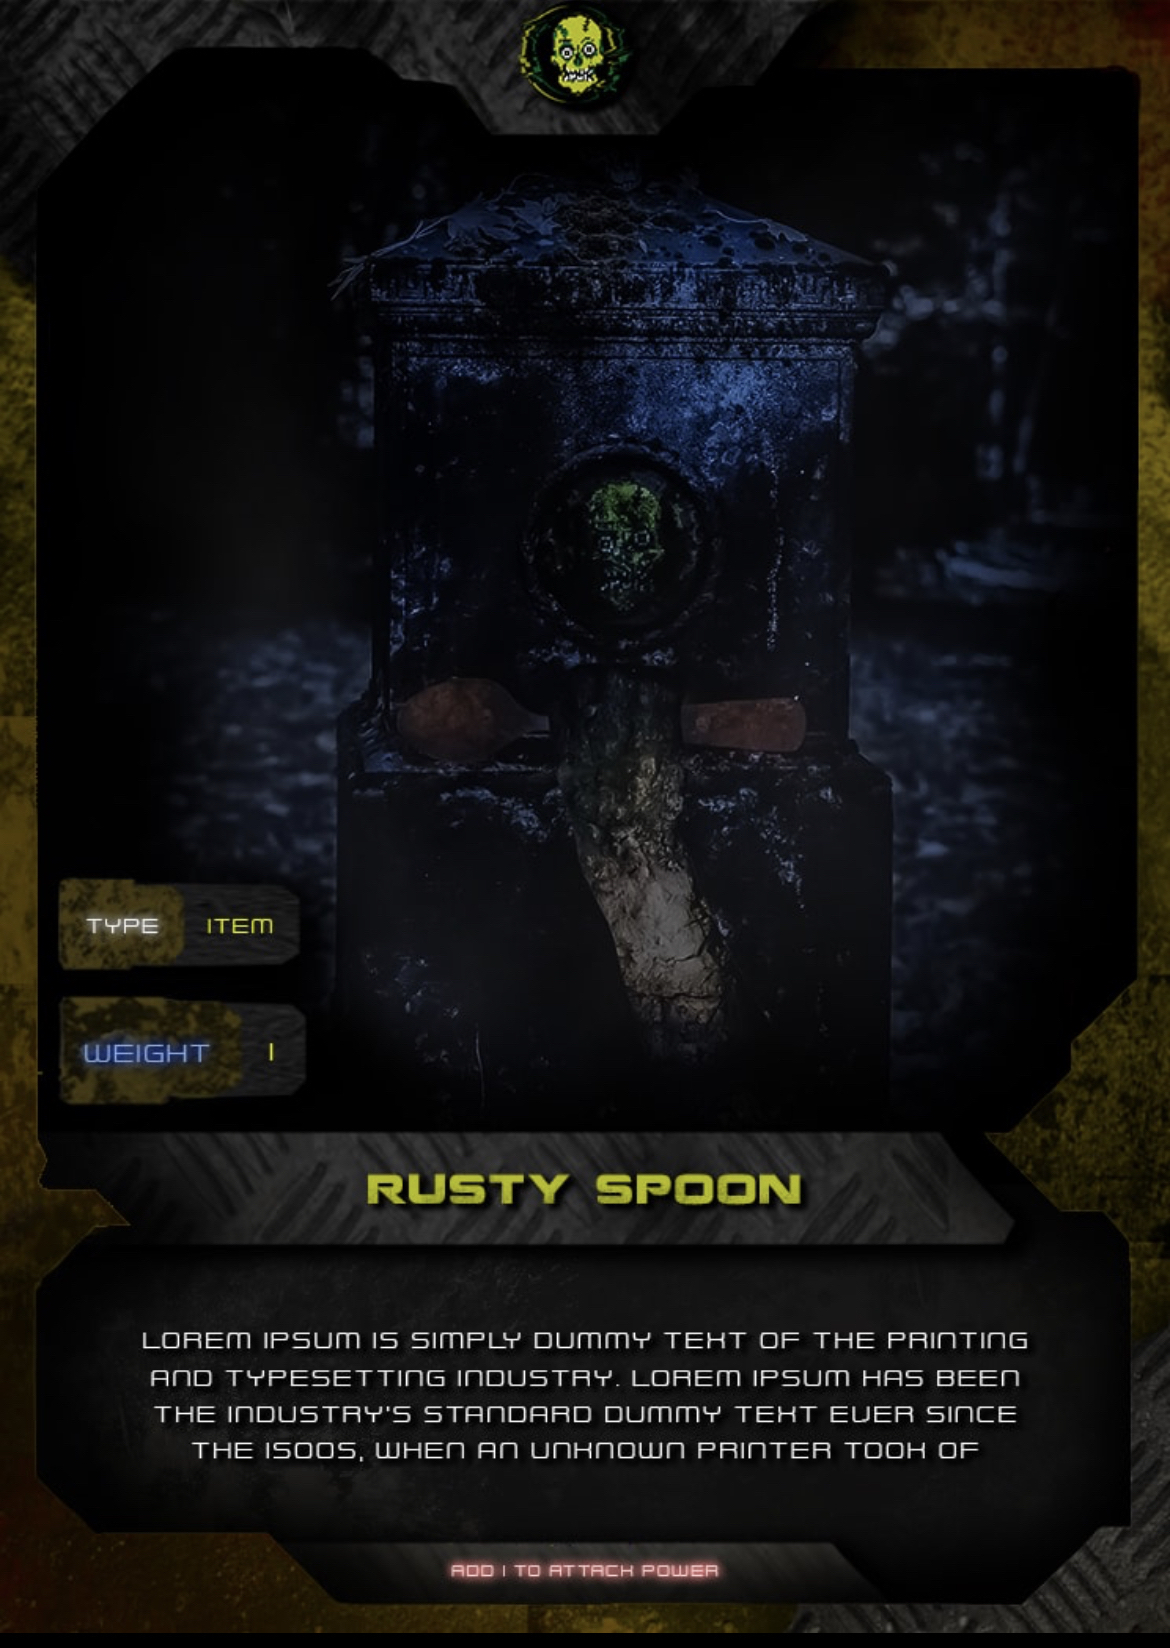 TYPE ITEM
WEIGHT 1
RUSTY SPOON
LOREM IPSUM IS SIMPLY DUMMY TEXT OF THE PRINTING
AND TYPESETTING INDUSTRY. LOREM IPSUM HAS BEEN
THE INDUSTRY'S STANDARD DUMMY TEXT EVER SINCE
THE 1500S, WHEN AN UNKNOWN PRINTER TOOK OF
ADD 1 TO ATTACK POWER